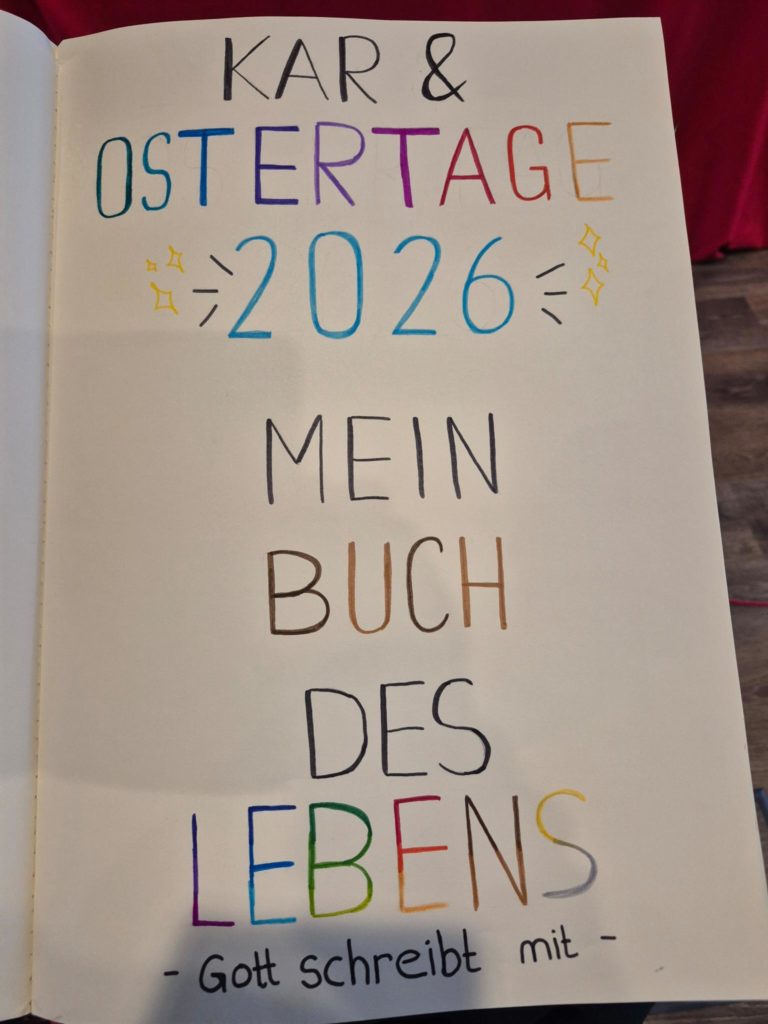 KAR &
OSTERTAGE
2026
MEIN
BUCH
DES
LEBENS
- Gott schreibt mit -